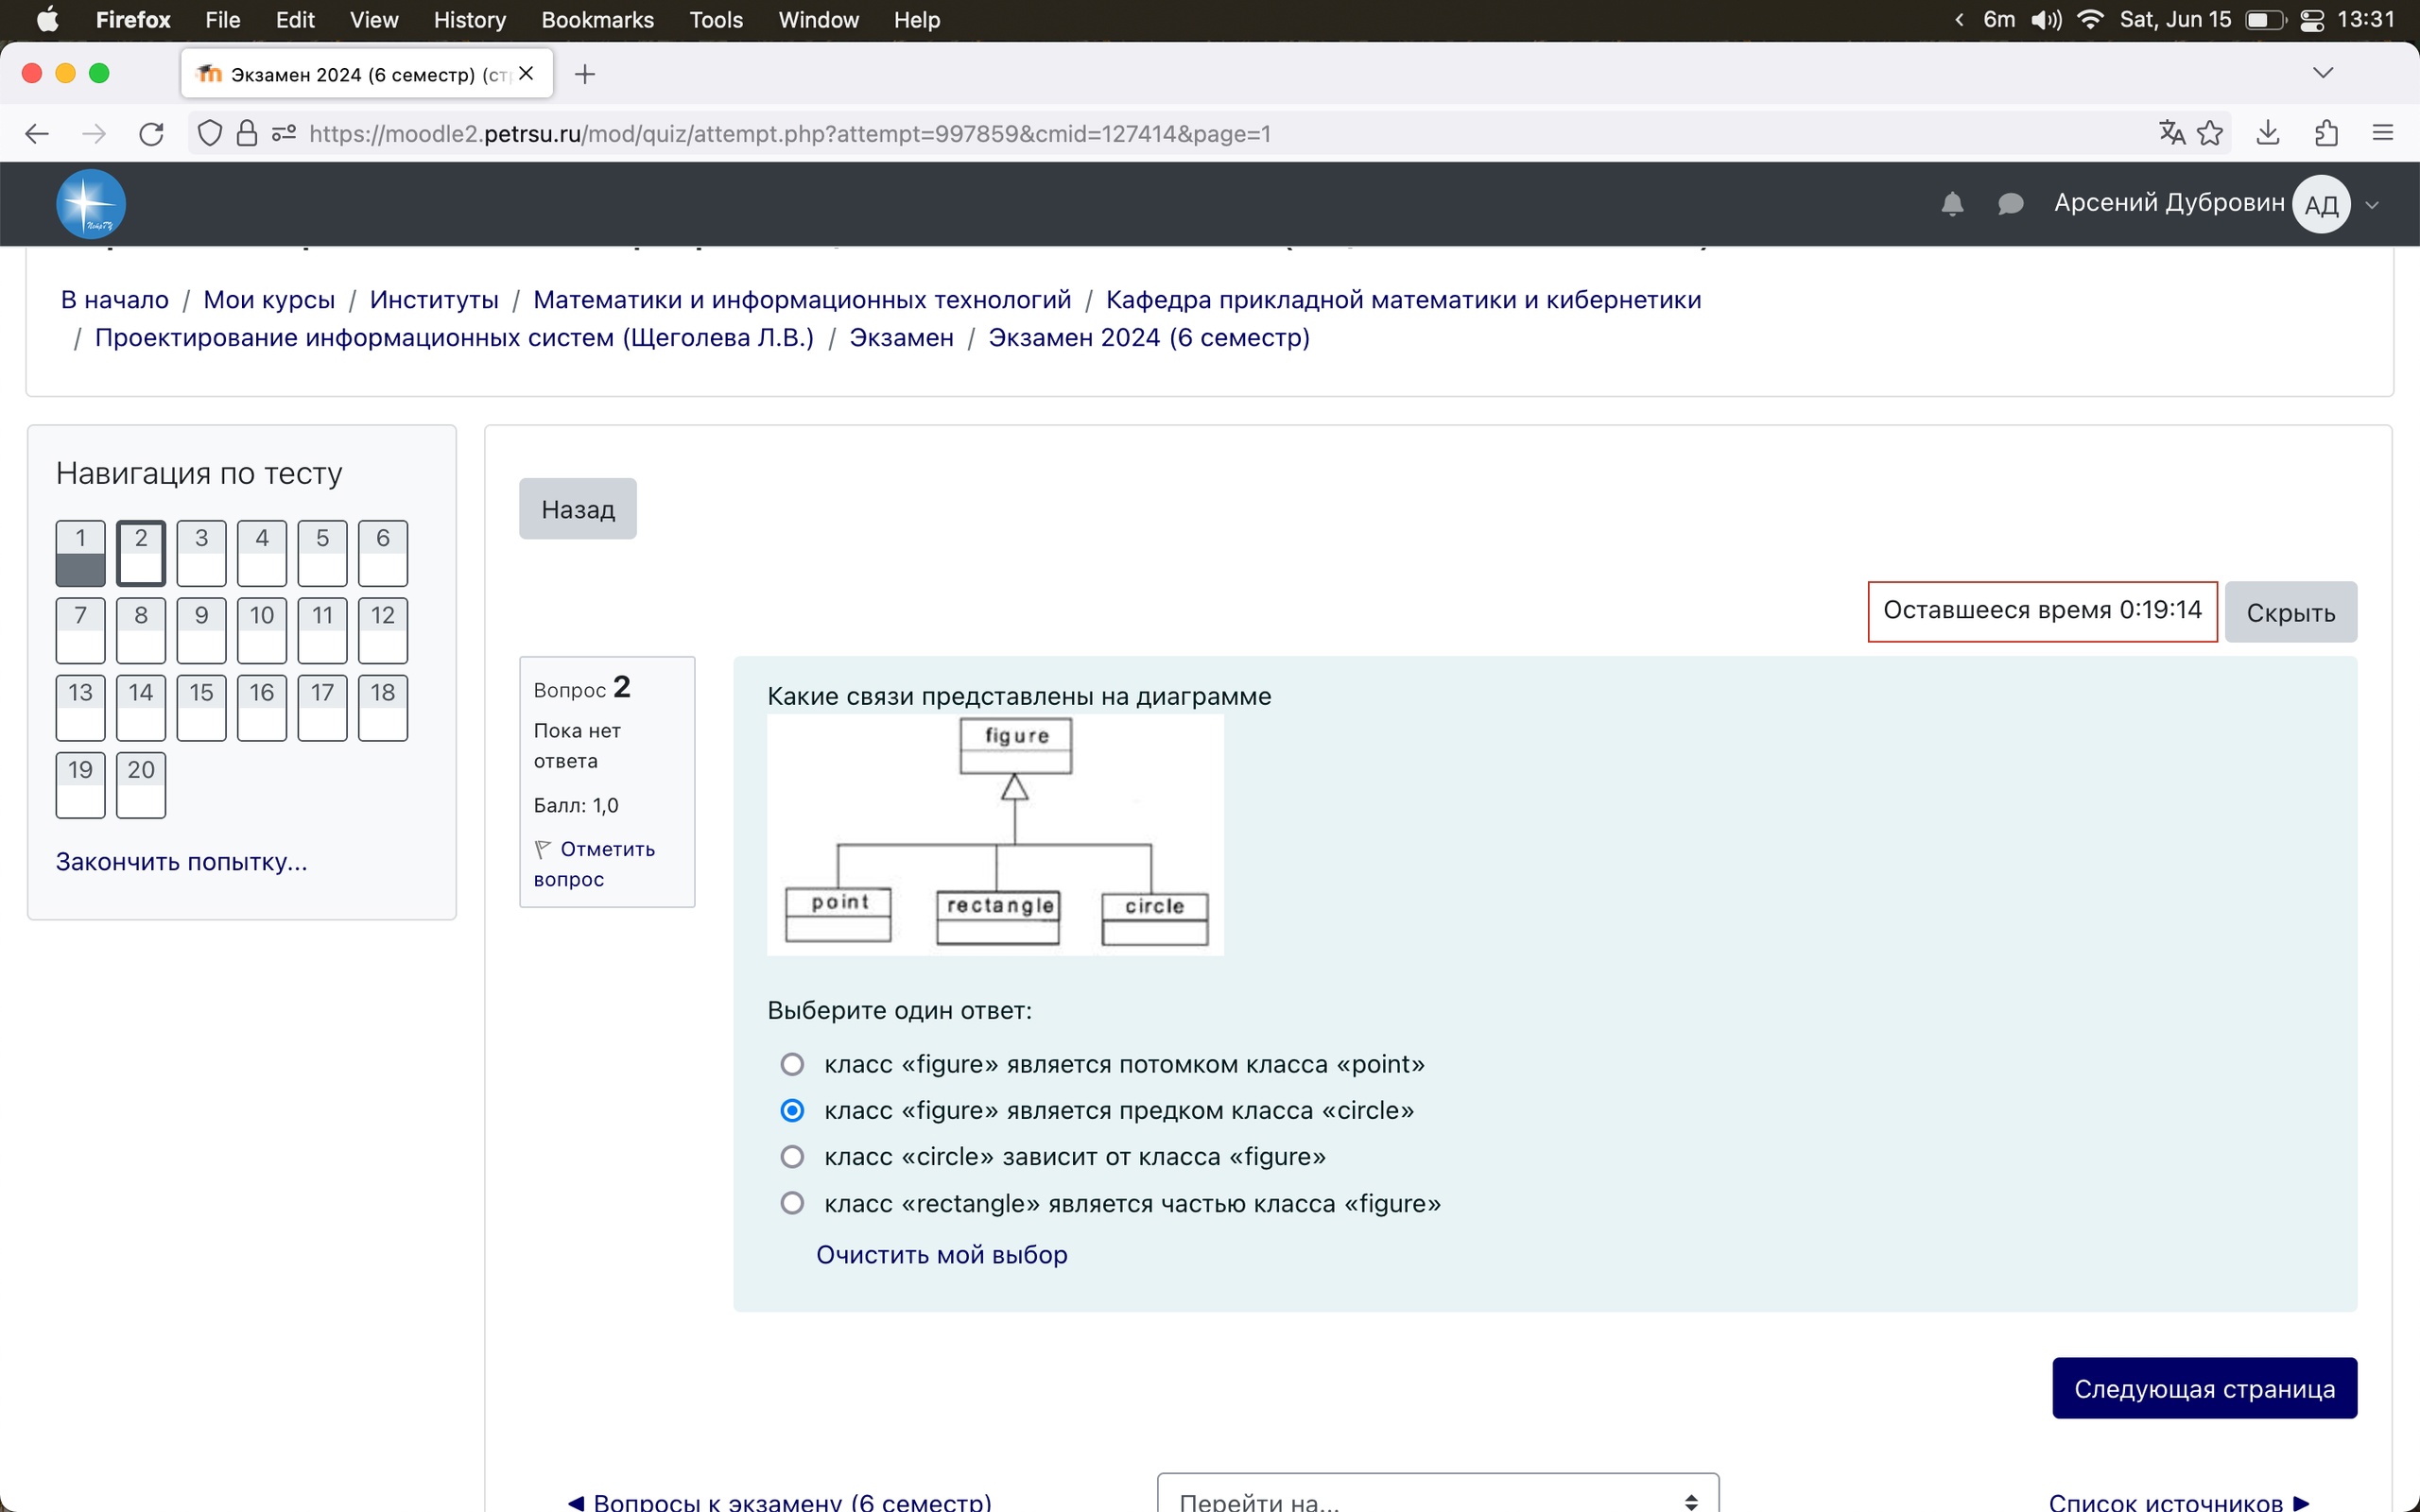 Firefox File Edit View History Bookmarks Tools Window Help 6m Sat, Jun 15 13:31
Экзамен 2024 (6 семестр) (ст
https://moodle2.petrsu.ru/mod/quiz/attempt.php?attempt=997859&cmid=127414&page=1
ПетрГУ
Арсений Дубровин АД
В начало / Мои курсы / Институты / Математики и информационных технологий / Кафедра прикладной математики и кибернетики
/ Проектирование информационных систем (Щеголева Л.В.) / Экзамен / Экзамен 2024 (6 семестр)
Навигация по тесту
1 2 3 4 5 6
7 8 9 10 11 12
13 14 15 16 17 18
19 20
Закончить попытку...
Назад
Оставшееся время 0:19:14 Скрыть
Вопрос 2
Пока нет
ответа
Балл: 1,0
Отметить
вопрос
Какие связи представлены на диаграмме
figure
point rectangle circle
Выберите один ответ:
класс «figure» является потомком класса «point»
класс «figure» является предком класса «circle»
класс «circle» зависит от класса «figure»
класс «rectangle» является частью класса «figure»
Очистить мой выбор
Следующая страница
◄ Вопросы к экзамену (6 семестр)
Перейти на...
Список источников ►